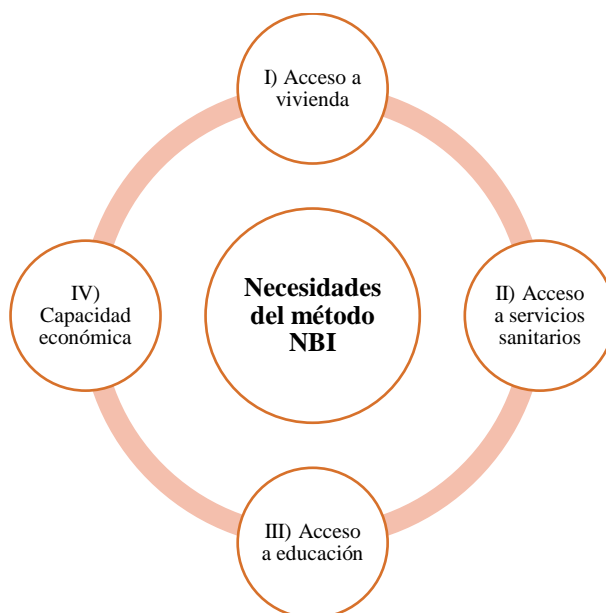 I) Acceso a
vivienda
II) Acceso
a servicios
sanitarios
III) Acceso
a educación
IV)
Capacidad
económica
Necesidades
del método
NBI